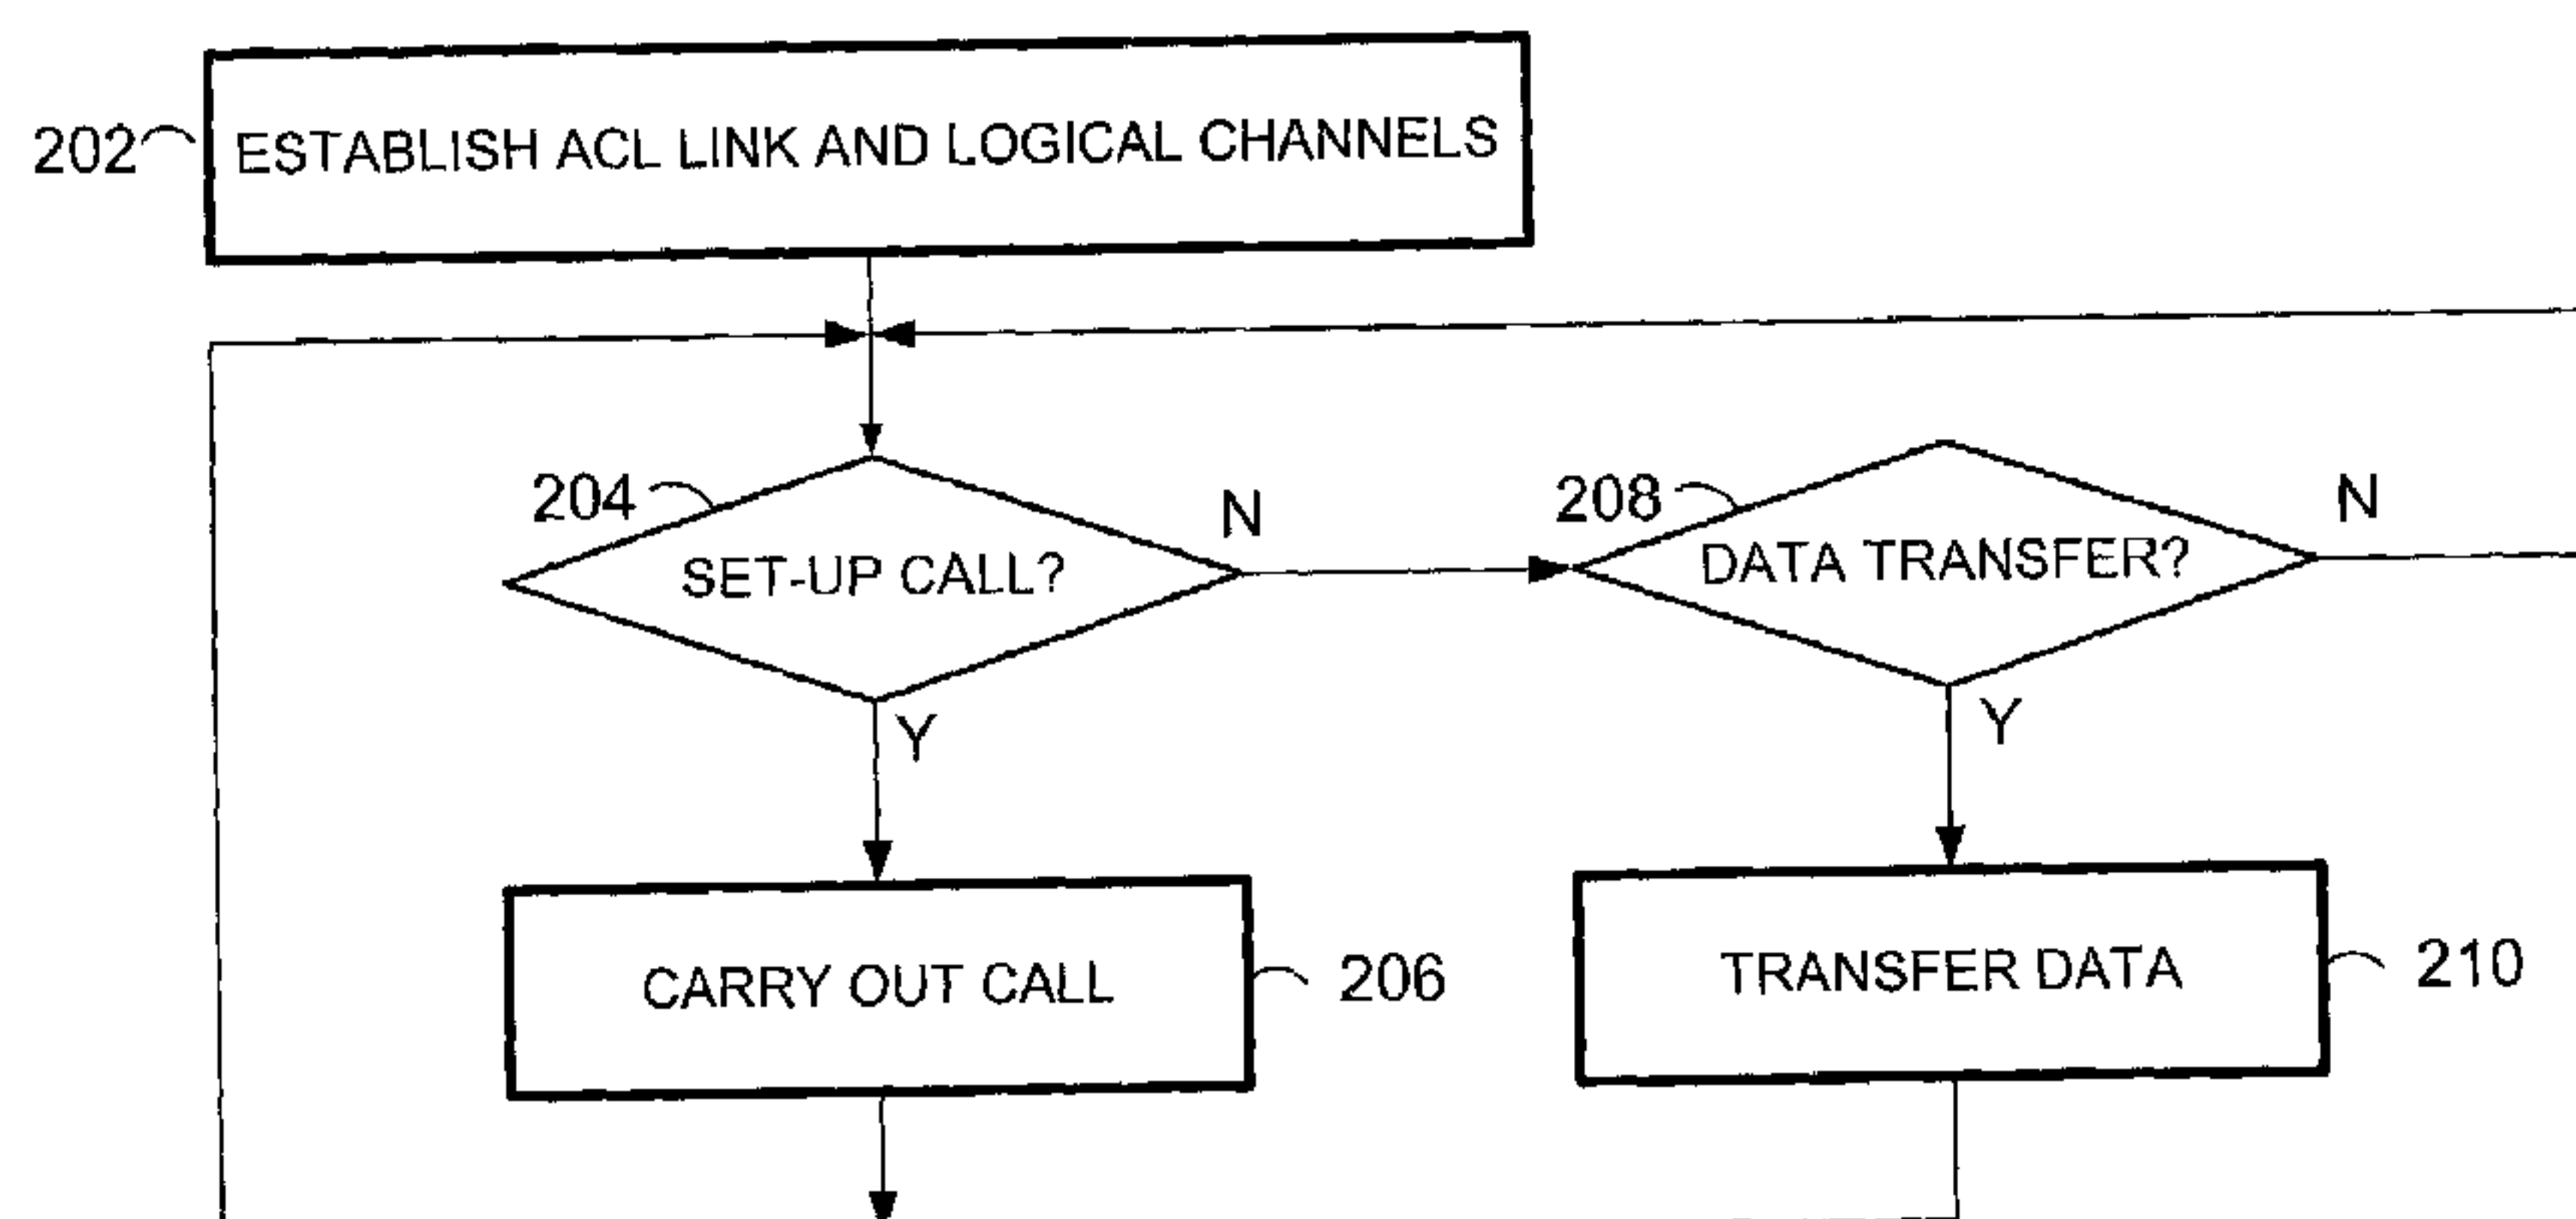 202
ESTABLISH ACL LINK AND LOGICAL CHANNELS
204
SET-UP CALL?
N
208
DATA TRANSFER?
N
Y
Y
CARRY OUT CALL
206
TRANSFER DATA
210